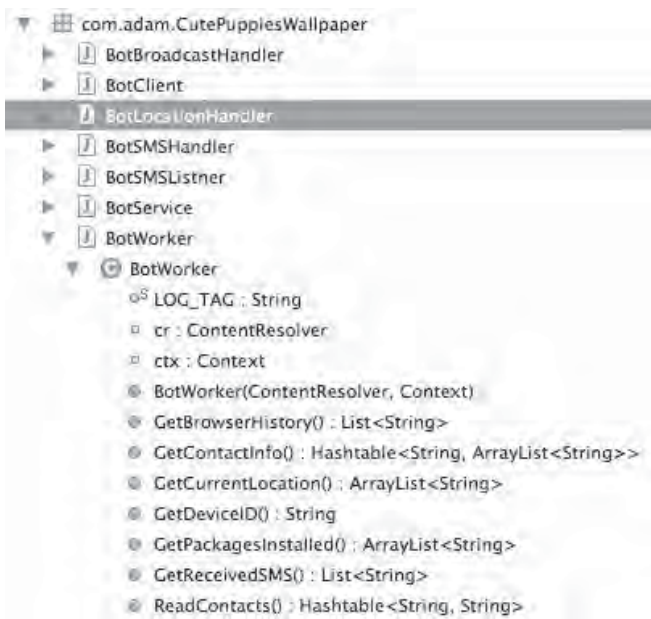 com.adam.CutePuppiesWallpaper
BotBroadcastHandler
BotClient
BotLocationHandler
BotSMSHandler
BotSMSListner
BotService
BotWorker
BotWorker
LOG_TAG : String
cr : ContentResolver
ctx : Context
BotWorker(ContentResolver, Context)
GetBrowserHistory() : List<String>
GetContactInfo() : Hashtable<String, ArrayList<String>>
GetCurrentLocation() : ArrayList<String>
GetDeviceID() : String
GetPackagesInstalled() : ArrayList<String>
GetReceivedSMS() : List<String>
ReadContacts() : Hashtable<String, String>